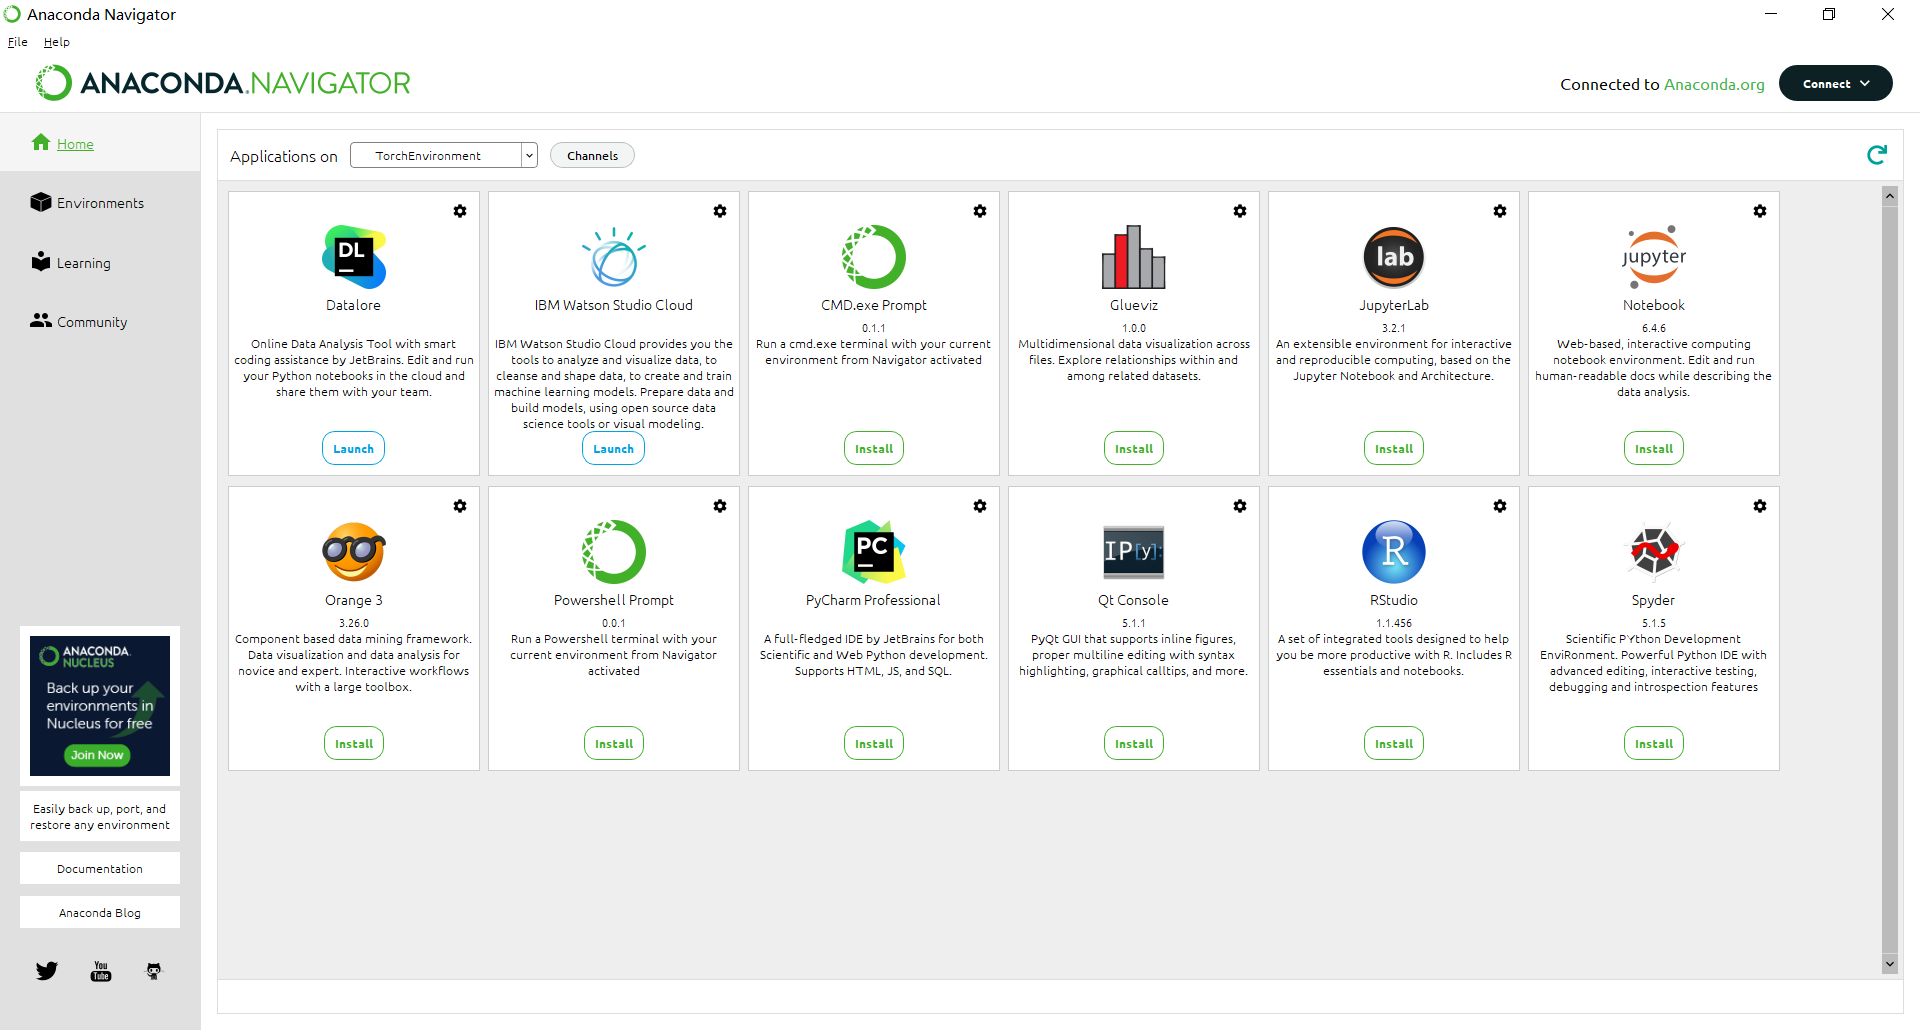 Anaconda Navigator
File Help
ANACONDA.NAVIGATOR
Connected to Anaconda.org
Connect
Home
Environments
Learning
Community
Applications on
TorchEnvironment
Channels
DL
Datalore
Online Data Analysis Tool with smart
coding assistance by JetBrains. Edit and run
your Python notebooks in the cloud and
share them with your team.
Launch
IBM Watson Studio Cloud
IBM Watson Studio Cloud provides you the
tools to analyze and visualize data, to
cleanse and shape data, to create and train
machine learning models. Prepare data and
build models, using open source data
science tools or visual modeling.
Launch
CMD.exe Prompt
0.1.1
Run a cmd.exe terminal with your current
environment from Navigator activated
Install
Glueviz
1.0.0
Multidimensional data visualization across
files. Explore relationships within and
among related datasets.
Install
lab
JupyterLab
3.2.1
An extensible environment for interactive
and reproducible computing, based on the
Jupyter Notebook and Architecture.
Install
jupyter
Notebook
6.4.6
Web-based, interactive computing
notebook environment. Edit and run
human-readable docs while describing the
data analysis.
Install
Orange 3
3.26.0
Component based data mining framework.
Data visualization and data analysis for
novice and expert. Interactive workflows
with a large toolbox.
Install
Powershell Prompt
0.0.1
Run a Powershell terminal with your
current environment from Navigator
activated
Install
PC
PyCharm Professional
A full-fledged IDE by JetBrains for both
Scientific and Web Python development.
Supports HTML, JS, and SQL.
Install
IP[y]:
Qt Console
5.1.1
PyQt GUI that supports inline figures,
proper multiline editing with syntax
highlighting, graphical calltips, and more.
Install
R
RStudio
1.1.456
A set of integrated tools designed to help
you be more productive with R. Includes R
essentials and notebooks.
Install
Spyder
5.1.5
Scientific PYthon Development
EnviRonment. Powerful Python IDE with
advanced editing, interactive testing,
debugging and introspection features
Install
ANACONDA.
NUCLEUS
Back up your
environments in
Nucleus for free
Join Now
Easily back up, port, and
restore any environment
Documentation
Anaconda Blog
You
Tube